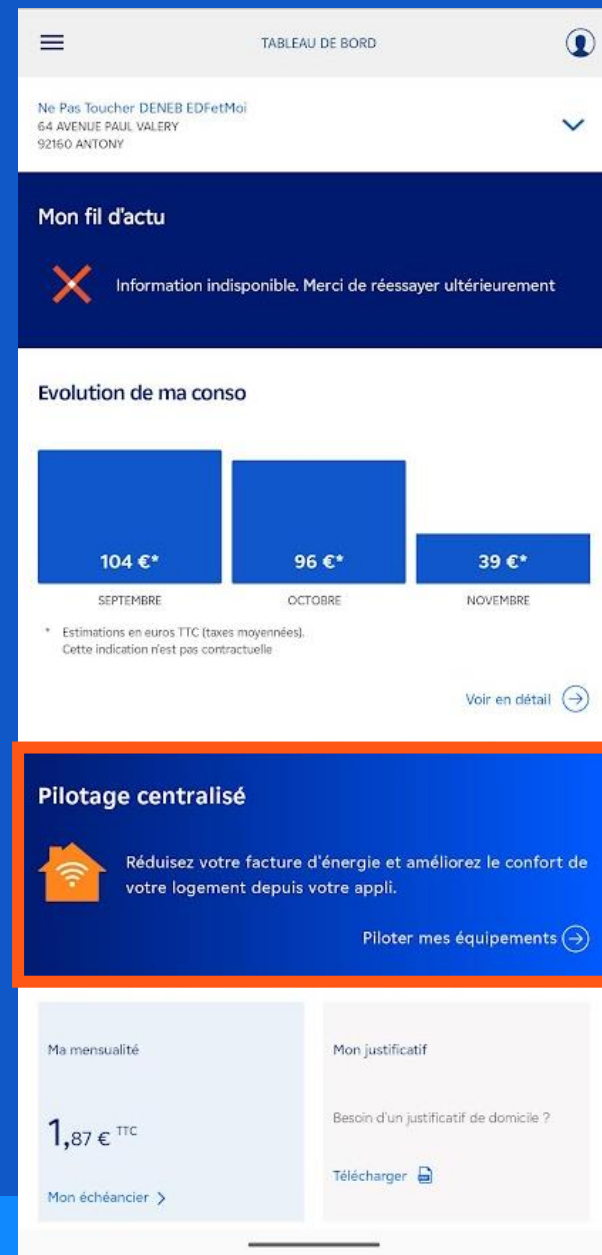 TABLEAU DE BORD
Ne Pas Toucher DENEB EDFetMoi
64 AVENUE PAUL VALERY
92160 ANTONY
Mon fil d'actu
Information indisponible. Merci de réessayer ultérieurement
Evolution de ma conso
104 €*
96 €*
39 €*
SEPTEMBRE
OCTOBRE
NOVEMBRE
* Estimations en euros TTC (taxes moyennées).
Cette indication n'est pas contractuelle
Voir en détail
Pilotage centralisé
Réduisez votre facture d'énergie et améliorez le confort de
votre logement depuis votre appli.
Piloter mes équipements
Ma mensualité
1,87 € TTC
Mon échéancier
Mon justificatif
Besoin d'un justificatif de domicile ?
Télécharger